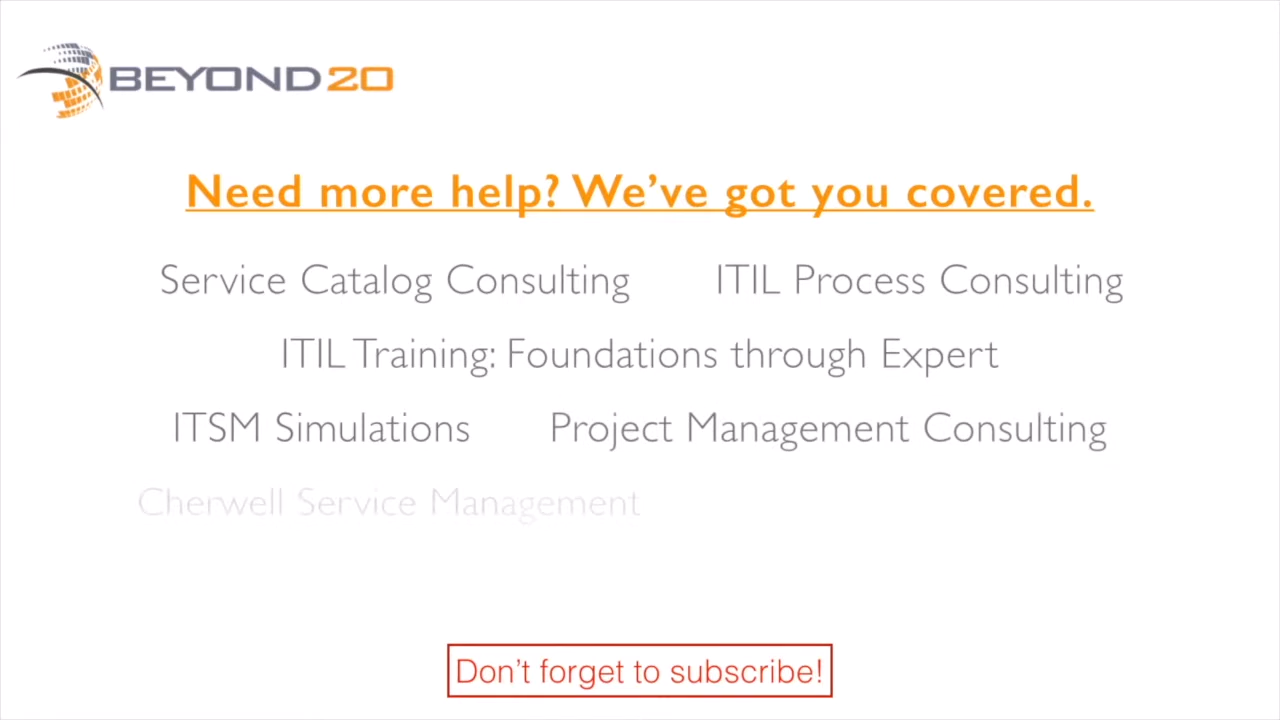 BEYOND20
Need more help? We’ve got you covered.
Service Catalog Consulting ITIL Process Consulting
ITIL Training: Foundations through Expert
ITSM Simulations Project Management Consulting
Cherwell Service Management
Don’t forget to subscribe!